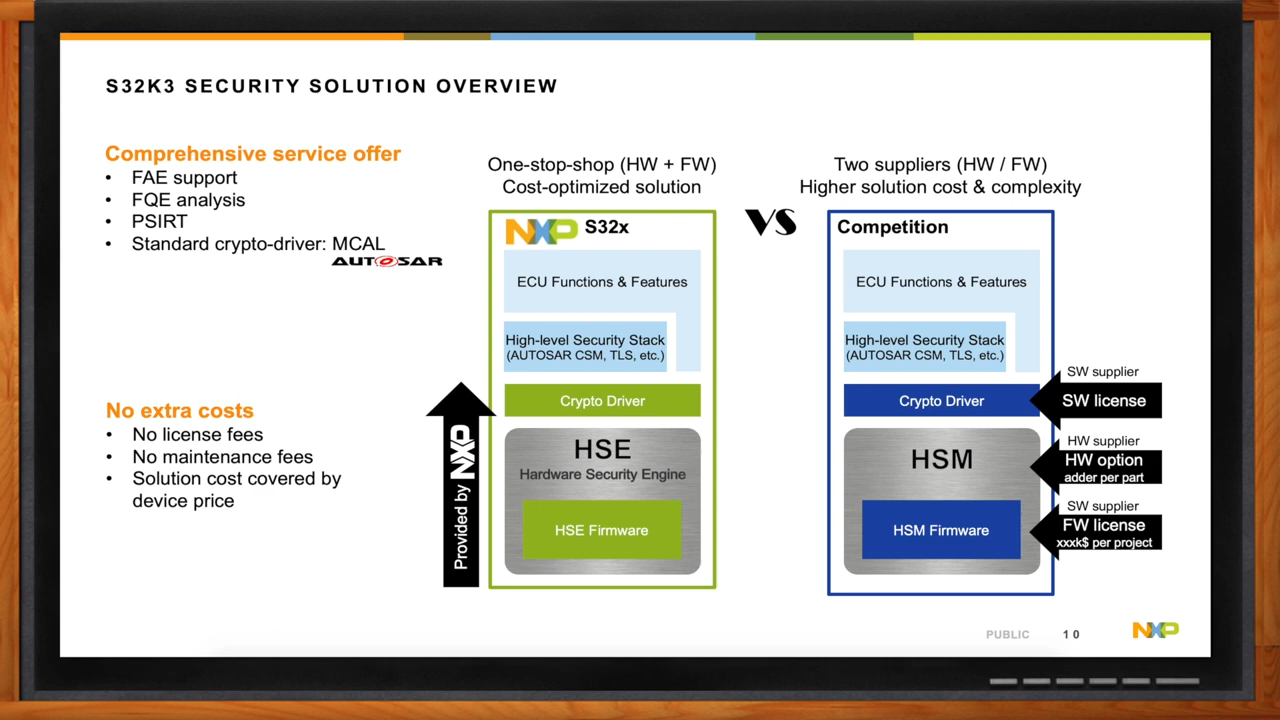 S32K3 SECURITY SOLUTION OVERVIEW
Comprehensive service offer
• FAE support
• FQE analysis
• PSIRT
• Standard crypto-driver: MCAL
AUTOSAR
No extra costs
• No license fees
• No maintenance fees
• Solution cost covered by
device price
One-stop-shop (HW + FW)
Cost-optimized solution
NXP S32x
ECU Functions & Features
High-level Security Stack
(AUTOSAR CSM, TLS, etc.)
Crypto Driver
HSE
Hardware Security Engine
HSE Firmware
Provided by NXP
VS
Two suppliers (HW / FW)
Higher solution cost & complexity
Competition
ECU Functions & Features
High-level Security Stack
(AUTOSAR CSM, TLS, etc.)
Crypto Driver
HSM
HSM Firmware
SW supplier
SW license
HW supplier
HW option
adder per part
SW supplier
FW license
xxxk$ per project
PUBLIC
10
NXP